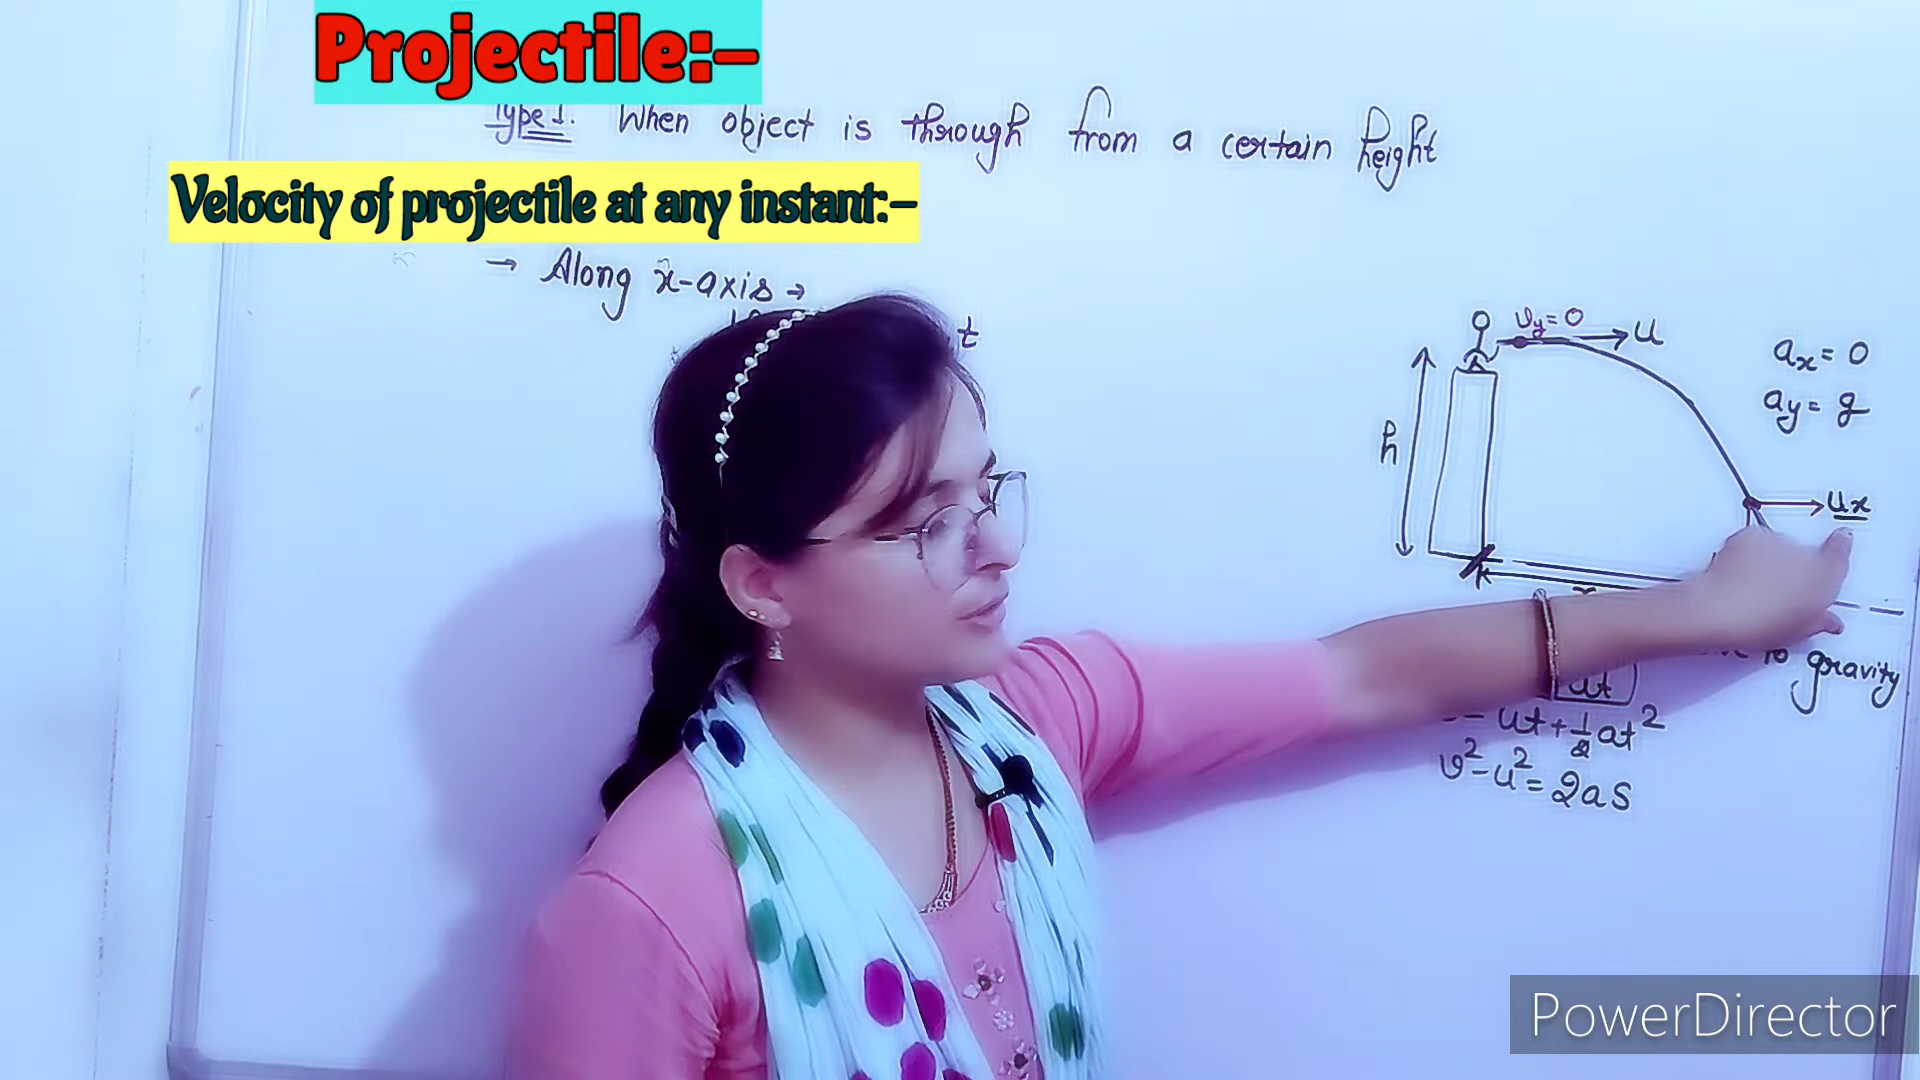 Projectile:-
Type 1. When object is through from a certain height
Velocity of projectile at any instant:-
→ Along x-axis →
t
vy=0
u
ax = 0
ay = g
h
ux
x
to gravity
at
ut + 1/2 at²
v² - u² = 2as
PowerDirector